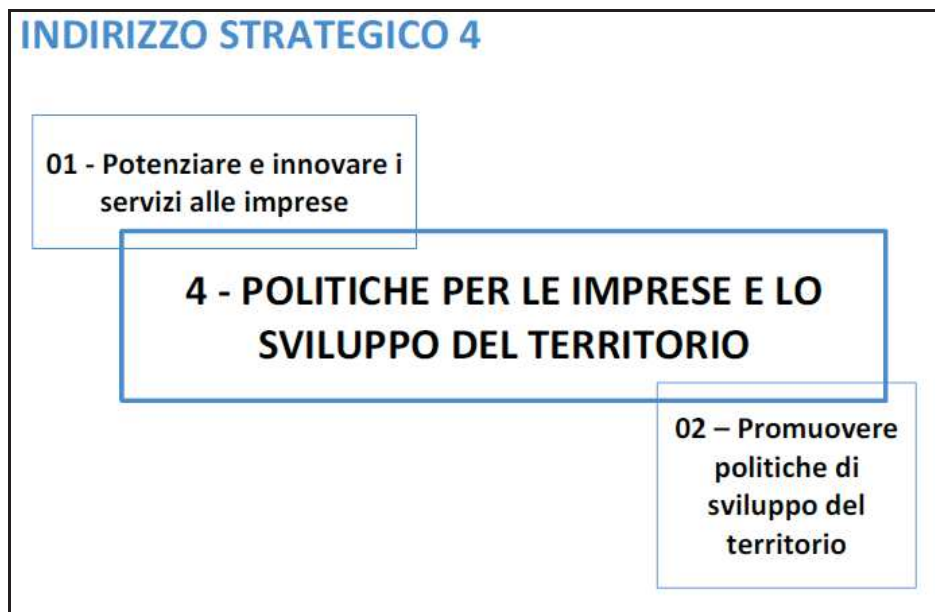 INDIRIZZO STRATEGICO 4
01 - Potenziare e innovare i
servizi alle imprese
4 - POLITICHE PER LE IMPRESE E LO
SVILUPPO DEL TERRITORIO
02 – Promuovere
politiche di
sviluppo del
territorio